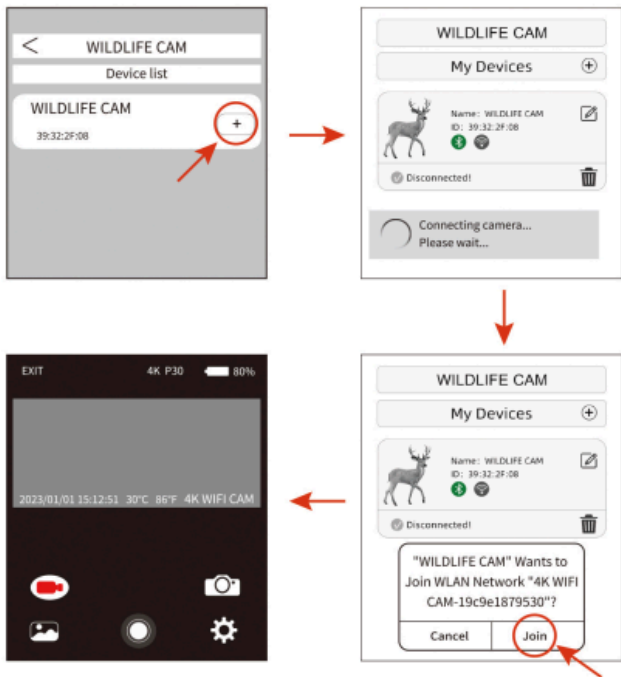 <
WILDLIFE CAM
Device list
WILDLIFE CAM
39:32:2F:08
+
WILDLIFE CAM
My Devices +
Name: WILDLIFE CAM
ID: 39:32:2F:08
Disconnected!
Connecting camera...
Please wait...
WILDLIFE CAM
My Devices +
Name: WILDLIFE CAM
ID: 39:32:2F:08
Disconnected!
"WILDLIFE CAM" Wants to
Join WLAN Network "4K WIFI
CAM-19c9e1879530"?
Cancel Join
EXIT 4K P30 80%
2023/01/01 15:12:51 30°C 86°F 4K WIFI CAM